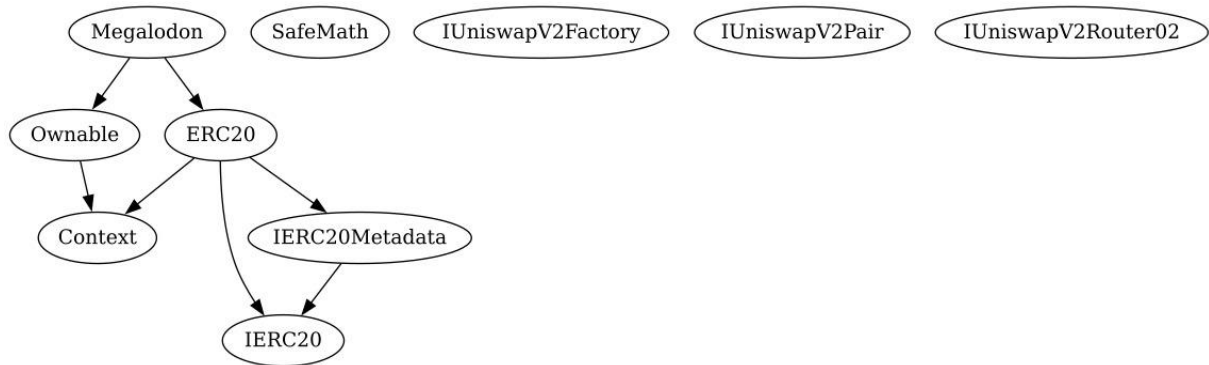 Megalodon
SafeMath
IUniswapV2Factory
IUniswapV2Pair
IUniswapV2Router02
Ownable
ERC20
Context
IERC20Metadata
IERC20